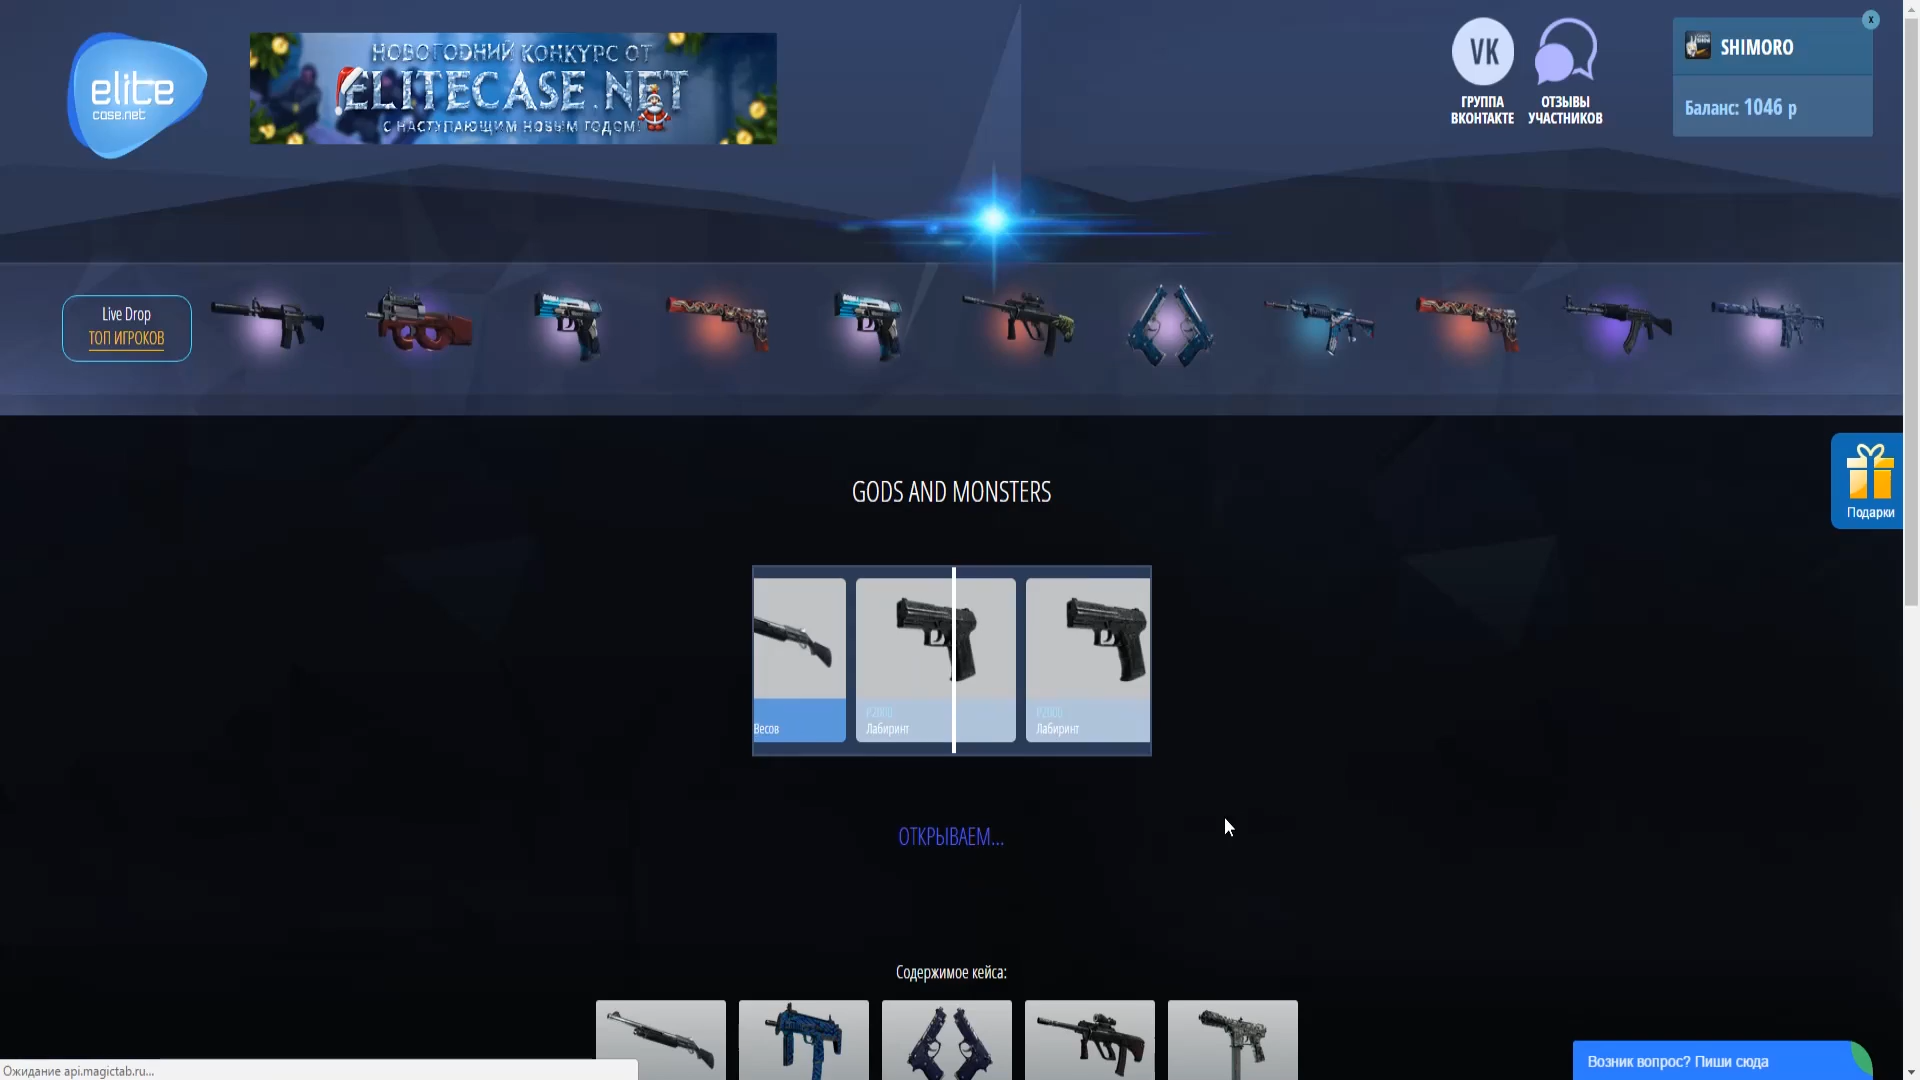 elite
case.net
НОВОГОДНИЙ КОНКУРС ОТ
ELITECASE.NET
С НАСТУПАЮЩИМ НОВЫМ ГОДОМ!
VK
ГРУППА
ВКОНТАКТЕ
ОТЗЫВЫ
УЧАСТНИКОВ
x
SHIMORO
Баланс: 1046 р
Live Drop
ТОП ИГРОКОВ
GODS AND MONSTERS
Подарки
Весов
P2000
Лабиринт
P2000
Лабиринт
ОТКРЫВАЕМ...
Содержимое кейса:
Возник вопрос? Пиши сюда
Ожидание api.magictab.ru...